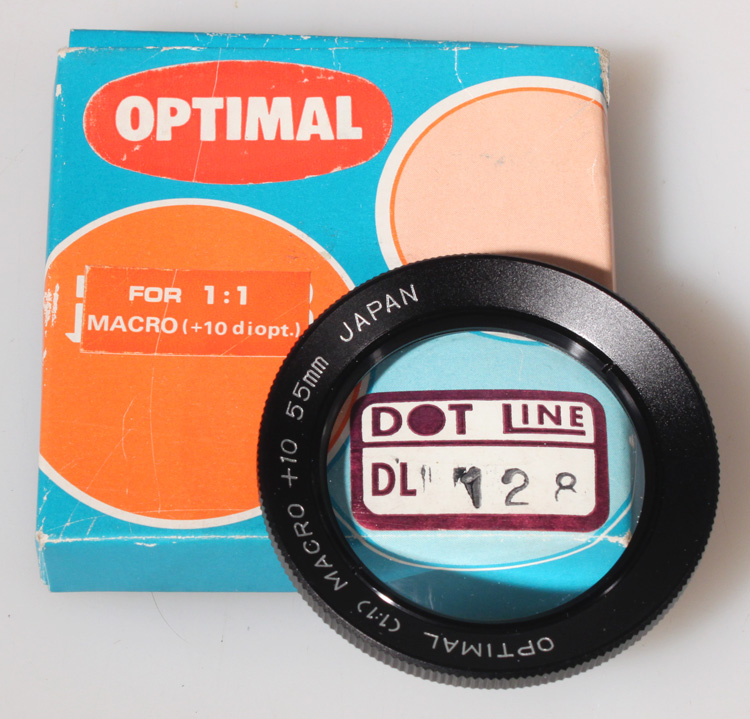 OPTIMAL
FOR 1:1
MACRO (+10 diopt.)
OPTIMAL (1:1) MACRO +10 55mm JAPAN
DOT LINE
DL 128